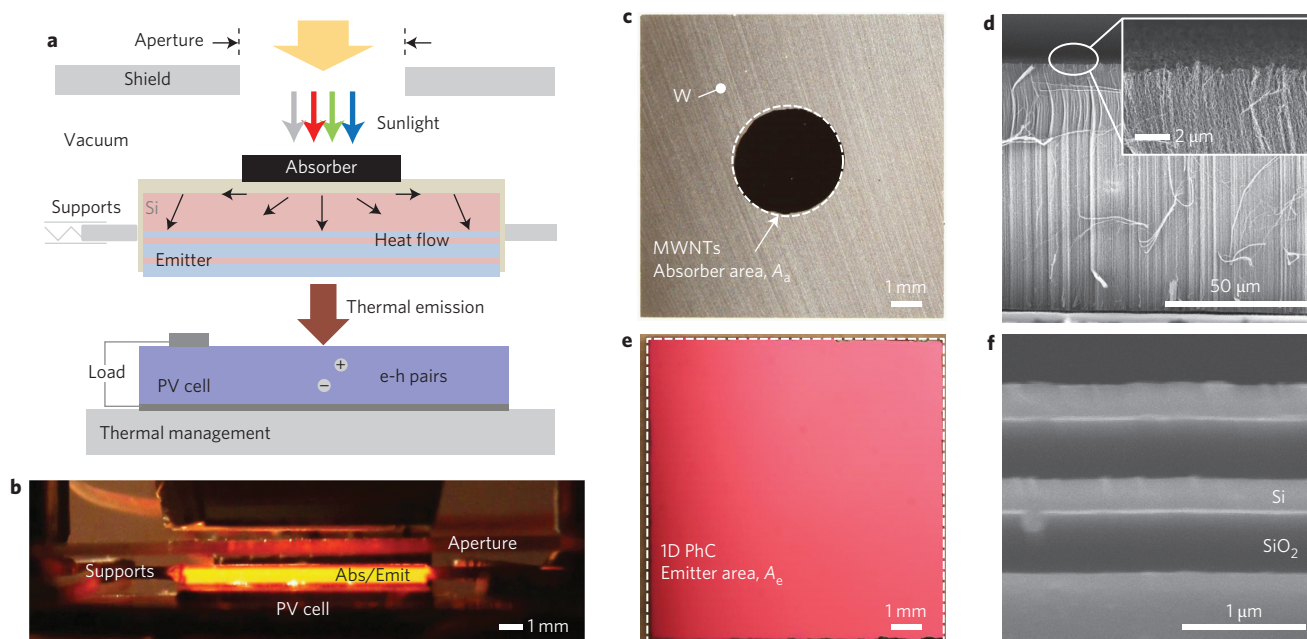 a
Aperture
Shield
Sunlight
Vacuum
Absorber
Supports
Si
Heat flow
Emitter
Thermal emission
Load
+
−
e-h pairs
PV cell
Thermal management
b
Aperture
Supports
Abs/Emit
PV cell
1 mm
c
W
MWNTs
Absorber area, Aₐ
1 mm
d
2 µm
50 µm
e
1D PhC
Emitter area, Aₑ
1 mm
f
Si
SiO₂
1 µm